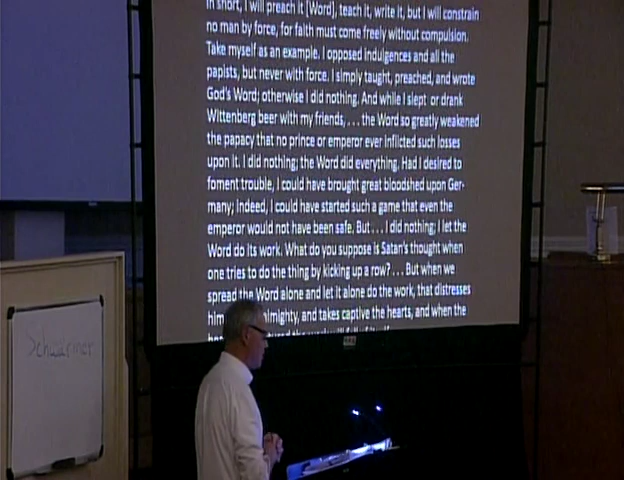 In short, I will preach it [Word], teach it, write it, but I will constrain
no man by force, for faith must come freely without compulsion.
Take myself as an example. I opposed indulgences and all the
papists, but never with force. I simply taught, preached, and wrote
God's Word; otherwise I did nothing. And while I slept or drank
Wittenberg beer with my friends, . . . the Word so greatly weakened
the papacy that no prince or emperor ever inflicted such losses
upon it. I did nothing; the Word did everything. Had I desired to
foment trouble, I could have brought great bloodshed upon Ger-
many; indeed, I could have started such a game that even the
emperor would not have been safe. But . . . I did nothing; I let the
Word do its work. What do you suppose is Satan's thought when
one tries to do the thing by kicking up a row? . . . But when we
spread the Word alone and let it alone do the work, that distresses
almighty, and takes captive the hearts, and when the
Schwärmer